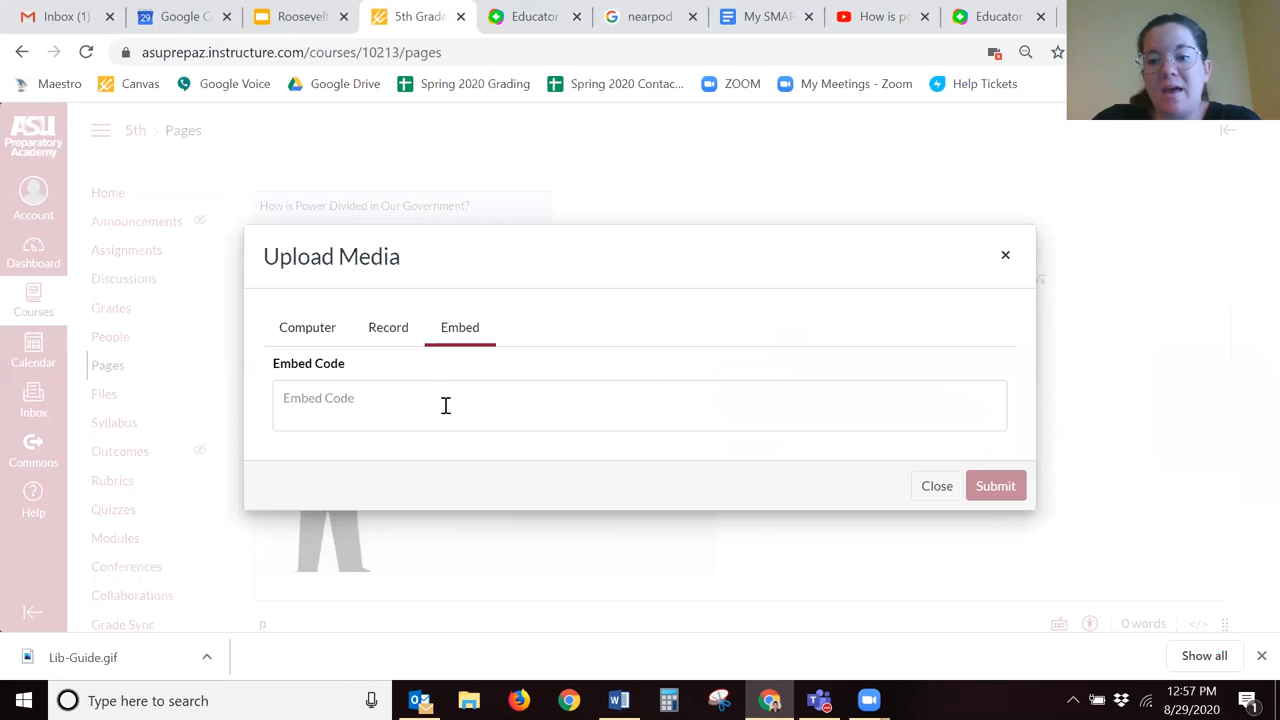 Inbox (1)
Google C
Roosevelt
5th Grade
Educator
nearpod
My SMAR
How is po
Educator
asuprepaz.instructure.com/courses/10213/pages
Maestro
Canvas
Google Voice
Google Drive
Spring 2020 Grading
Spring 2020 Contac...
ZOOM
My Meetings - Zoom
Help Tickets
ASU
Preparatory
Academy
5th > Pages
Account
Dashboard
Courses
Calendar
Inbox
Commons
Help
Home
Announcements
Assignments
Discussions
Grades
People
Pages
Files
Syllabus
Outcomes
Rubrics
Quizzes
Modules
Conferences
Collaborations
Grade Sync
How is Power Divided in Our Government?
Upload Media
Computer
Record
Embed
Embed Code
Embed Code
Close
Submit
p
0 words
</>
Lib-Guide.gif
Show all
Type here to search
12:57 PM
8/29/2020
1